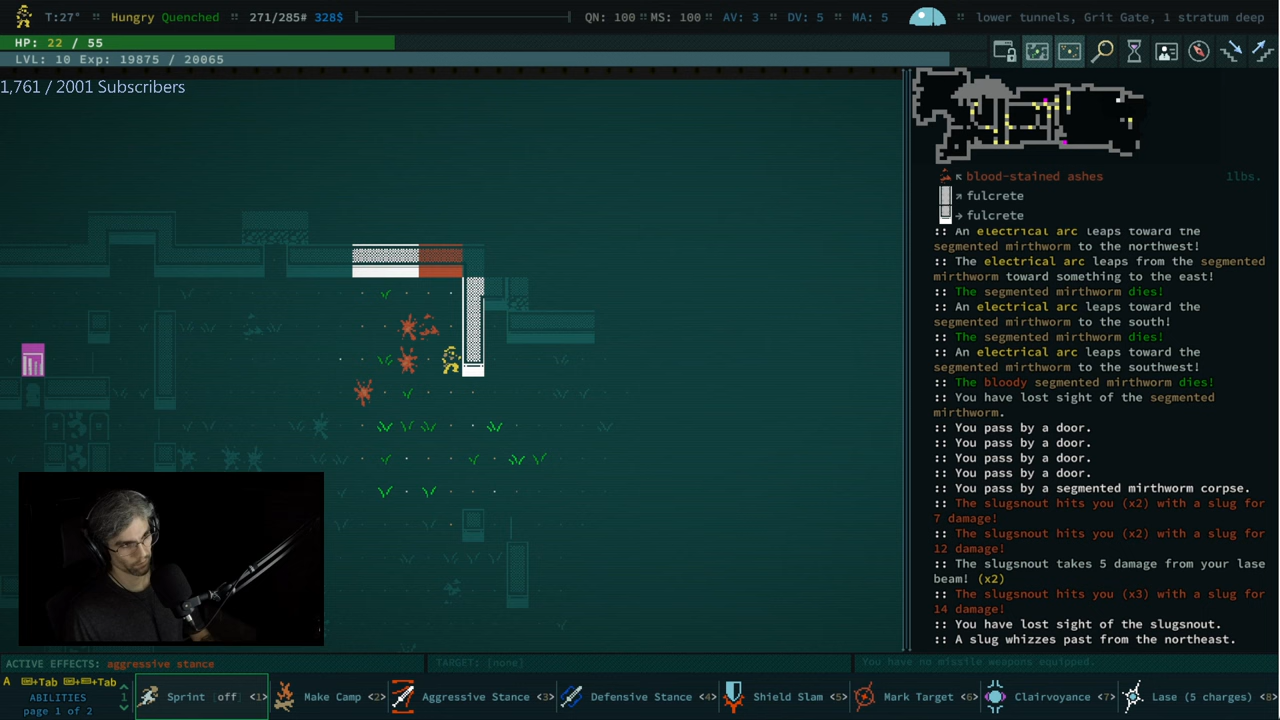 T:27° Hungry Quenched :: 271/285# 328$ QN: 100 :: MS: 100 :: AV: 3 :: DV: 5 :: MA: 5 :: lower tunnels, Grit Gate, 1 stratum deep
HP: 22 / 55
LVL: 10 Exp: 19875 / 20065
1,761 / 2001 Subscribers
blood-stained ashes 1lbs.
fulcrete
fulcrete
:: An electrical arc leaps toward the
segmented mirthworm to the northwest!
:: The electrical arc leaps from the segmented
mirthworm toward something to the east!
:: The segmented mirthworm dies!
:: An electrical arc leaps toward the
segmented mirthworm to the south!
:: The segmented mirthworm dies!
:: An electrical arc leaps toward the
segmented mirthworm to the southwest!
:: The bloody segmented mirthworm dies!
:: You have lost sight of the segmented
mirthworm.
:: You pass by a door.
:: You pass by a door.
:: You pass by a door.
:: You pass by a door.
:: You pass by a segmented mirthworm corpse.
:: The slugsnout hits you (x2) with a slug for
7 damage!
:: The slugsnout hits you (x2) with a slug for
12 damage!
:: The slugsnout takes 5 damage from your lase
beam! (x2)
:: The slugsnout hits you (x3) with a slug for
14 damage!
:: You have lost sight of the slugsnout.
:: A slug whizzes past from the northeast.
ACTIVE EFFECTS: aggressive stance
TARGET: [none]
You have no missile weapons equipped.
A +Tab +Tab
ABILITIES
page 1 of 2
Sprint [off] <1>
Make Camp <2>
Aggressive Stance <3>
Defensive Stance <4>
Shield Slam <5>
Mark Target <6>
Clairvoyance <7>
Lase (5 charges) <8>